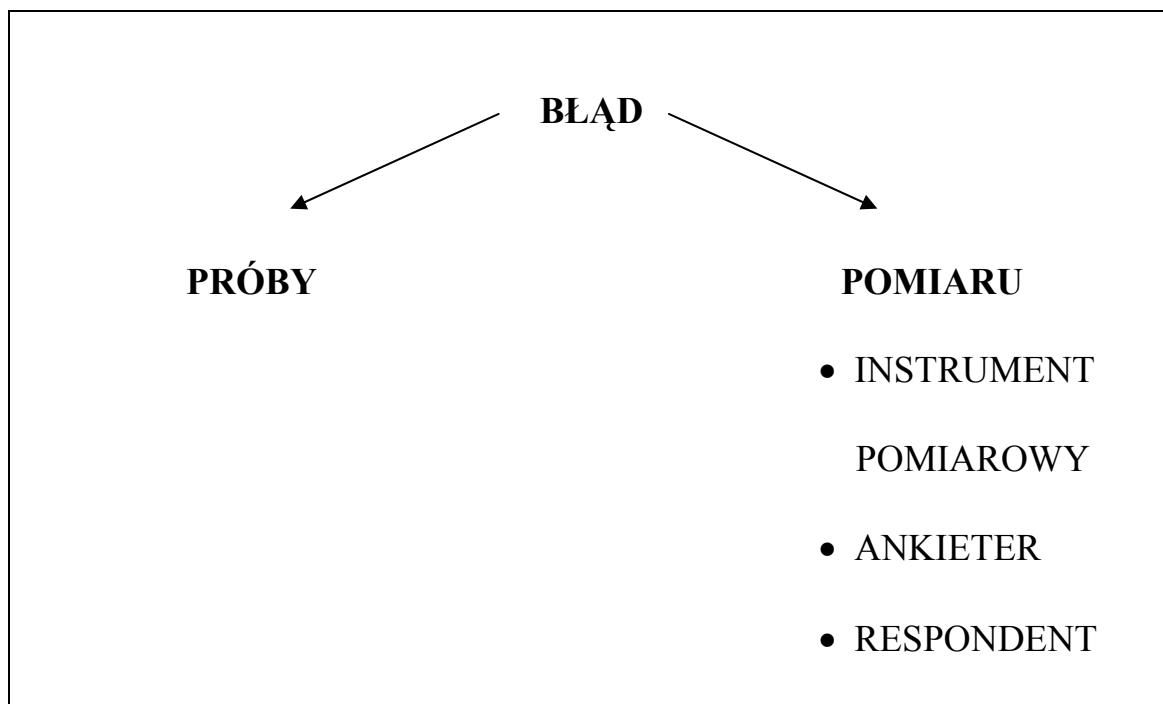 BŁĄD
PRÓBY
POMIARU
• INSTRUMENT
POMIAROWY
• ANKIETER
• RESPONDENT